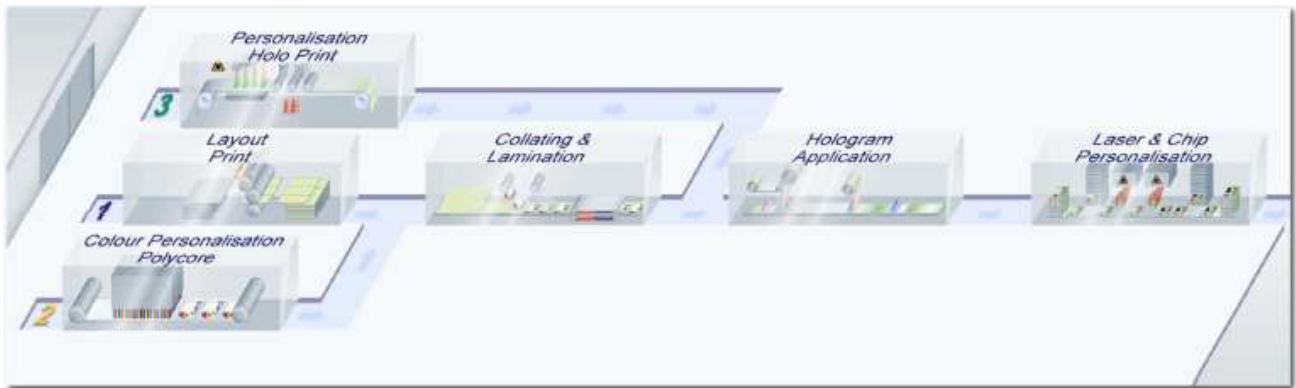 Personalisation
Holo Print
3
Layout
Print
Collating &
Lamination
Hologram
Application
Laser & Chip
Personalisation
1
Colour Personalisation
Polycore
2